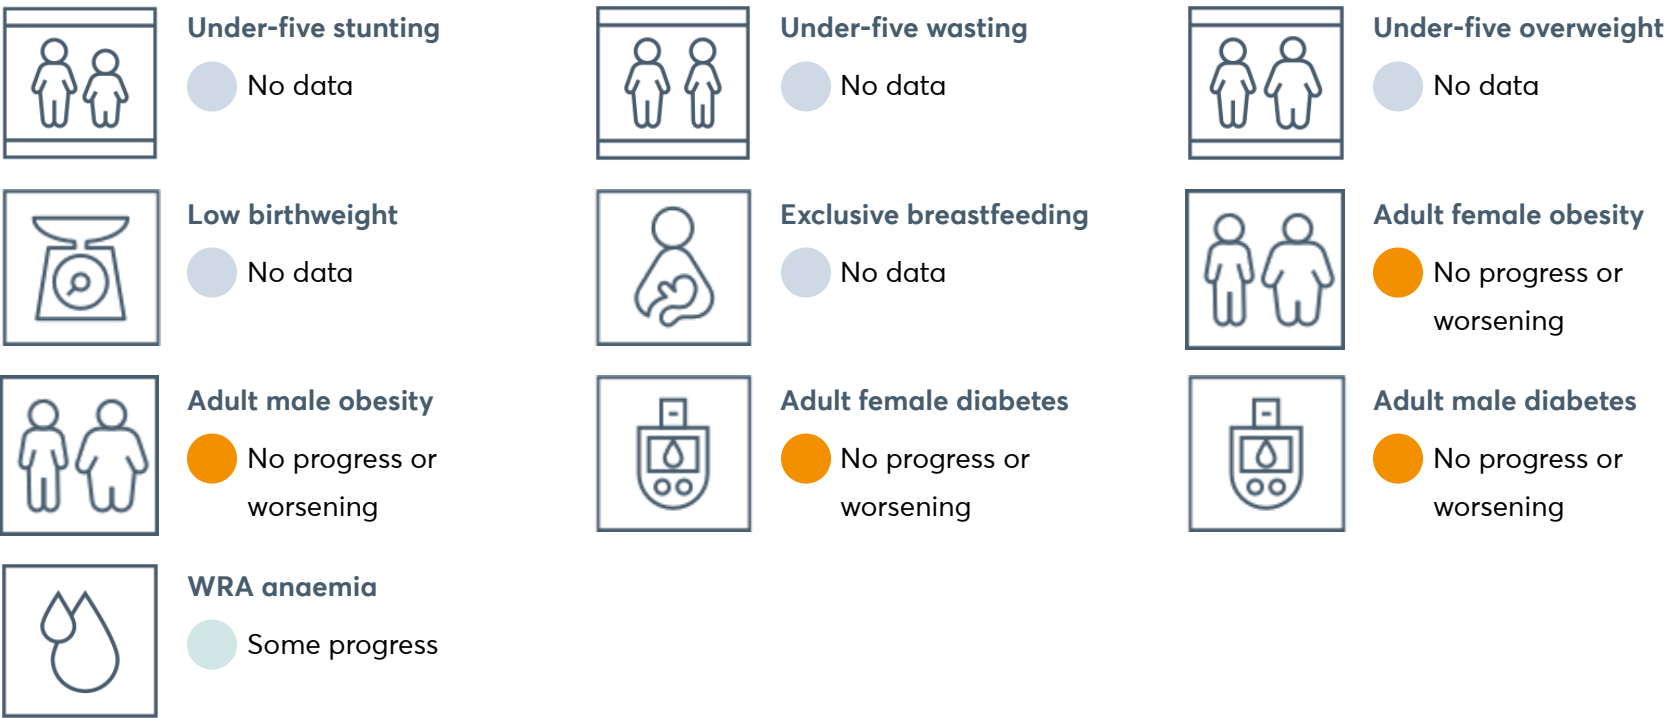 Under-five stunting
No data
Under-five wasting
No data
Under-five overweight
No data
Low birthweight
No data
Exclusive breastfeeding
No data
Adult female obesity
No progress or
worsening
Adult male obesity
No progress or
worsening
Adult female diabetes
No progress or
worsening
Adult male diabetes
No progress or
worsening
WRA anaemia
Some progress